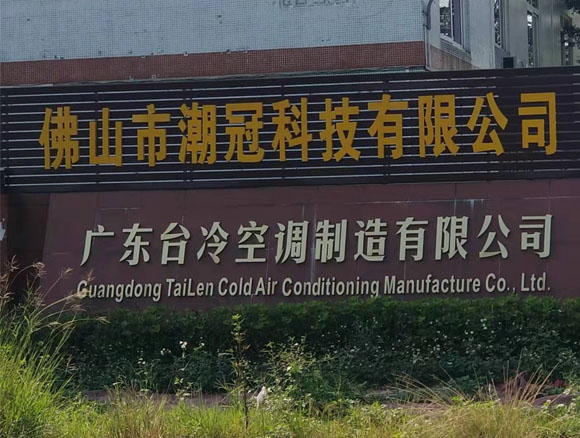 佛山市潮冠科技有限公司
广东台冷空调制造有限公司
Guangdong TaiLen Cold Air Conditioning Manufacture Co., Ltd.